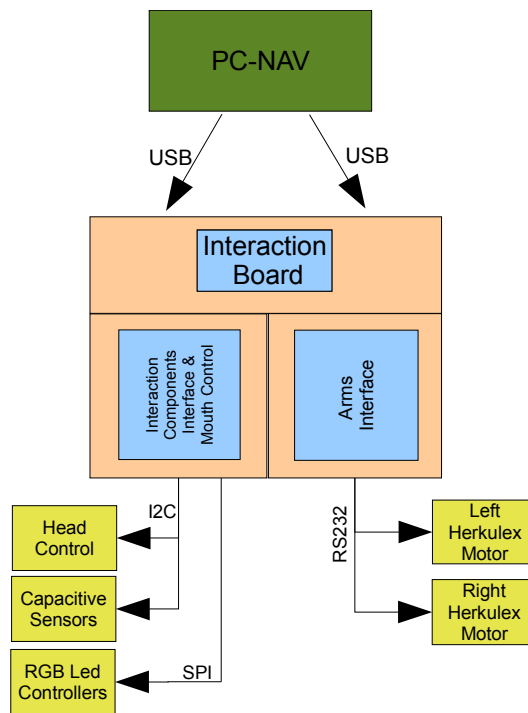 PC-NAV
USB
USB
Interaction
Board
Interaction
Components
Interface &
Mouth Control
Arms
Interface
I2C
RS232
Head
Control
Left
Herkulex
Motor
Capacitive
Sensors
Right
Herkulex
Motor
RGB Led
Controllers
SPI